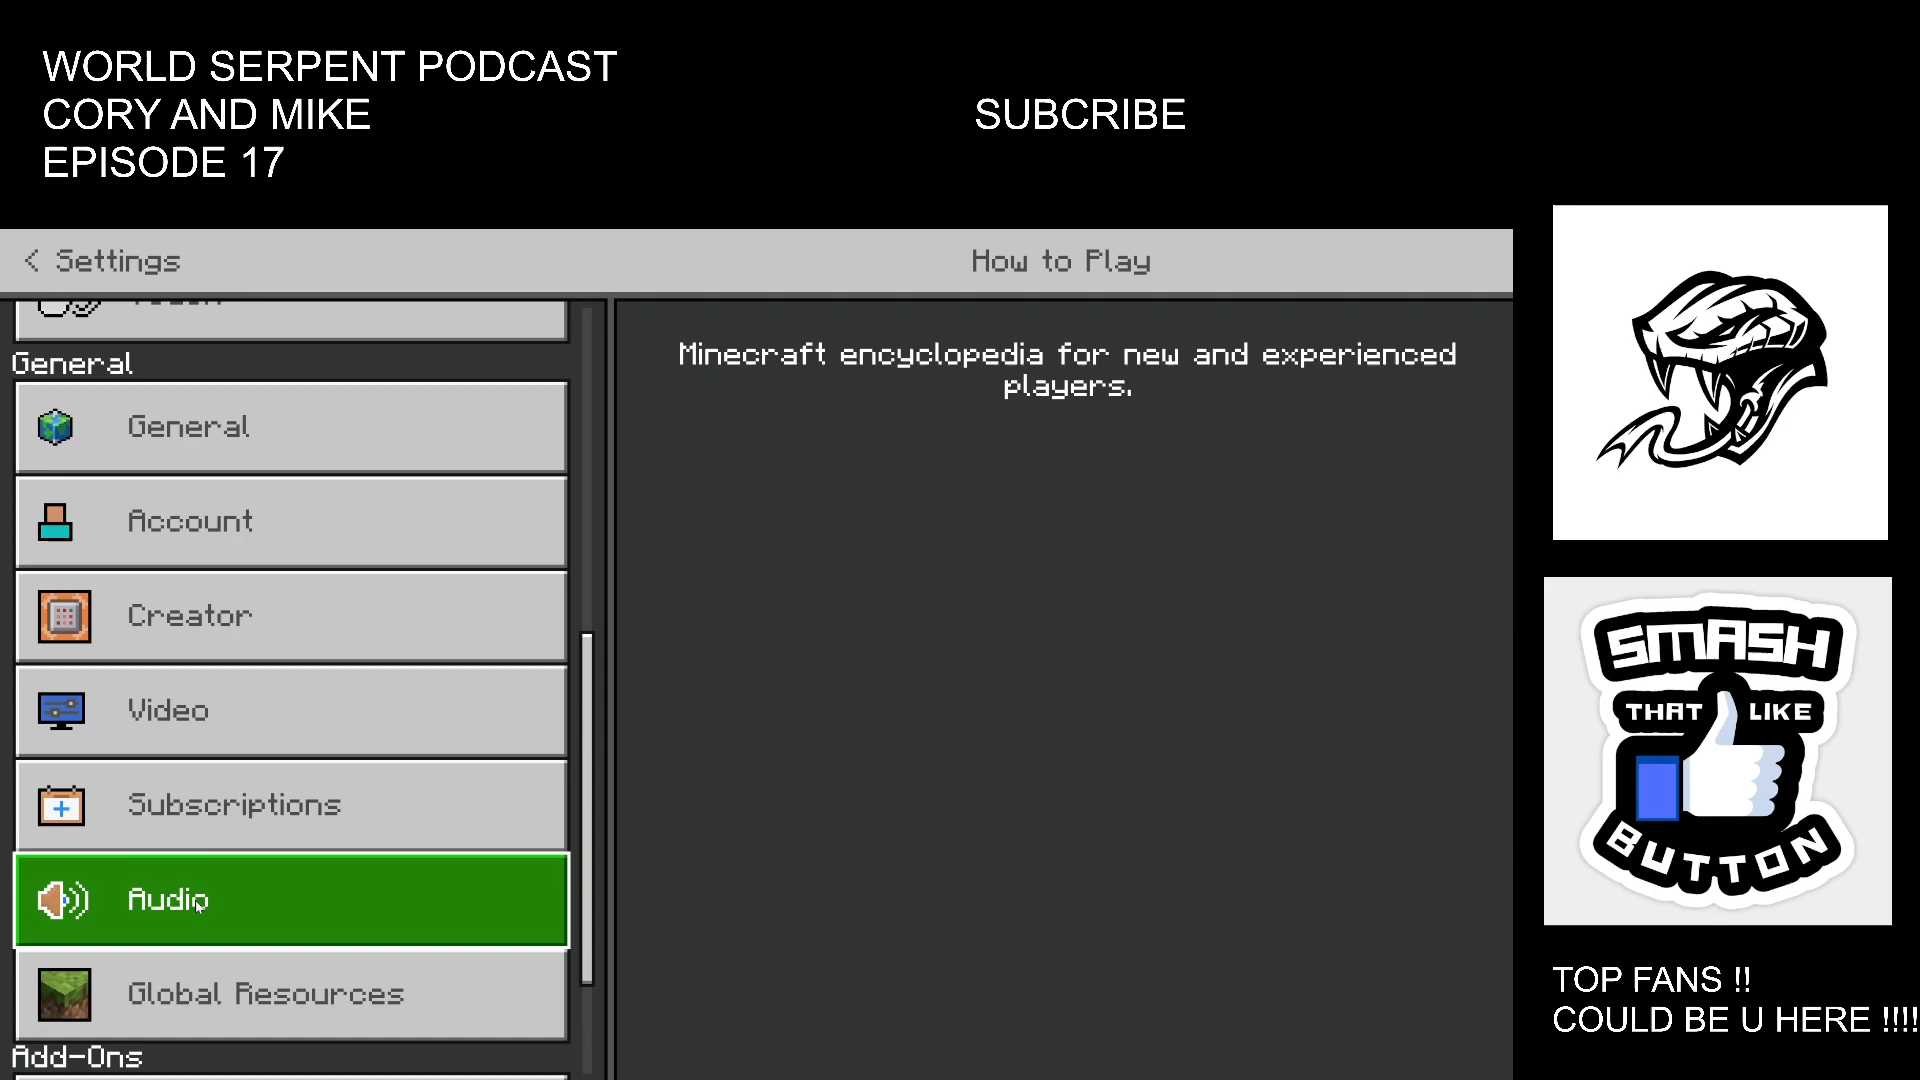 WORLD SERPENT PODCAST
CORY AND MIKE
EPISODE 17
SUBCRIBE
Settings
How to Play
General
General
Account
Creator
Video
Subscriptions
Audio
Global Resources
Add-Ons
Minecraft encyclopedia for new and experienced
players.
SMASH
THAT LIKE
BUTTON
TOP FANS !!
COULD BE U HERE !!!!